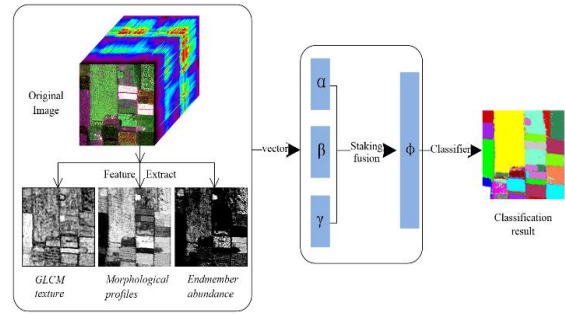 Original
Image
Feature Extract
GLCM
texture
Morphological
profiles
Endmember
abundance
vector
α
β
γ
Staking
fusion
ϕ
Classifier
Classification
result